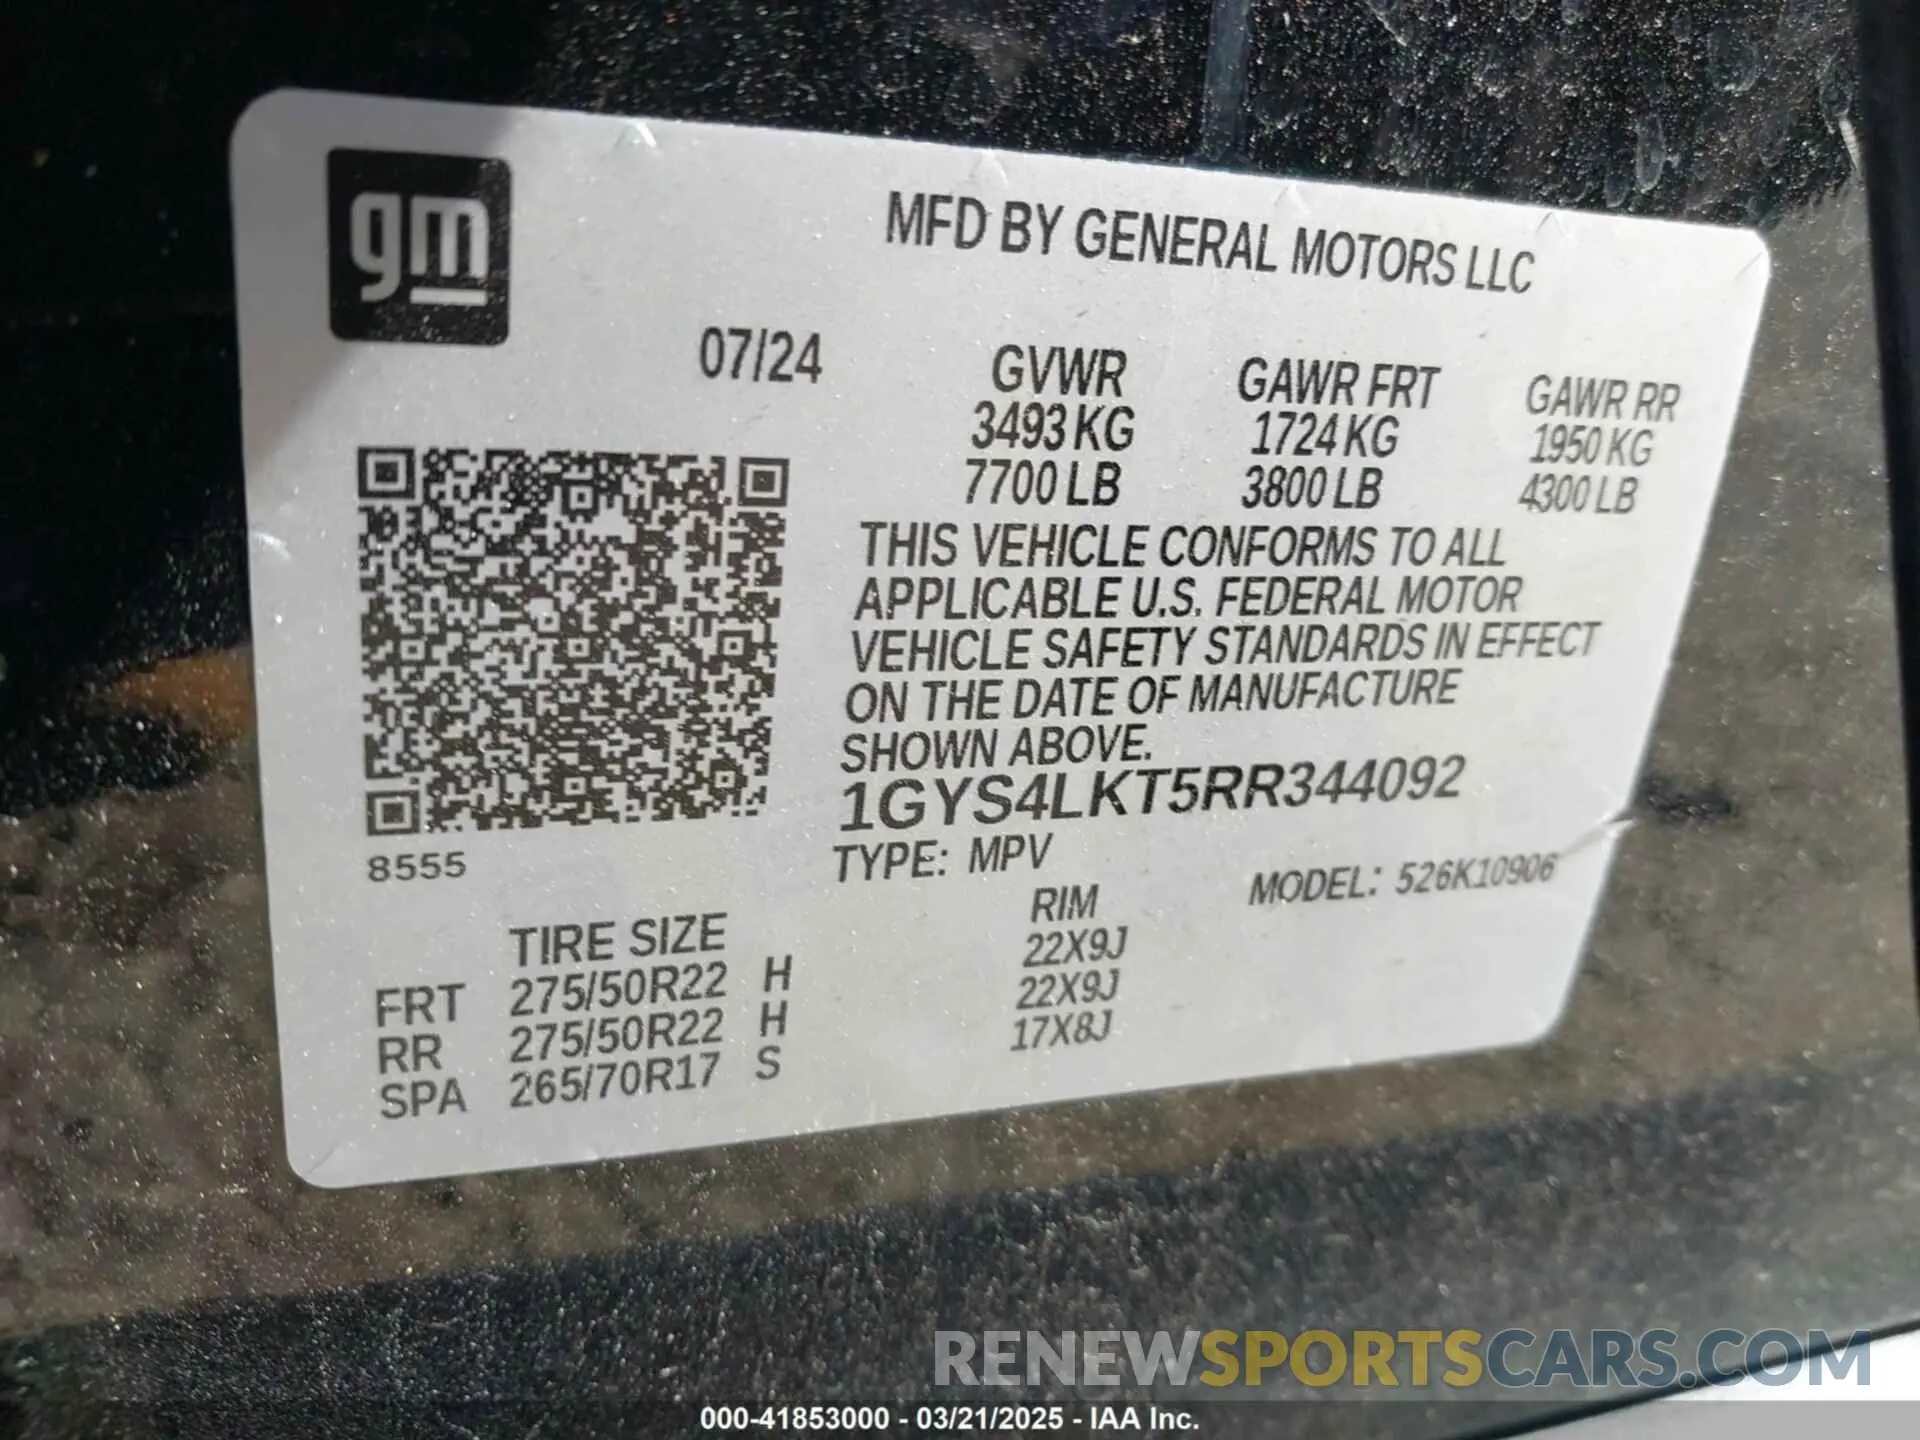 gm
MFD BY GENERAL MOTORS LLC
07/24
GVWR GAWR FRT GAWR RR
3493 KG 1724 KG 1950 KG
7700 LB 3800 LB 4300 LB
THIS VEHICLE CONFORMS TO ALL
APPLICABLE U.S. FEDERAL MOTOR
VEHICLE SAFETY STANDARDS IN EFFECT
ON THE DATE OF MANUFACTURE
SHOWN ABOVE.
1GYS4LKT5RR344092
8555
TYPE: MPV MODEL: 526K10906
TIRE SIZE RIM
FRT 275/50R22 H 22X9J
RR 275/50R22 H 22X9J
SPA 265/70R17 S 17X8J
RENEWSPORTSCARS.COM
000-41853000 - 03/21/2025 - IAA Inc.